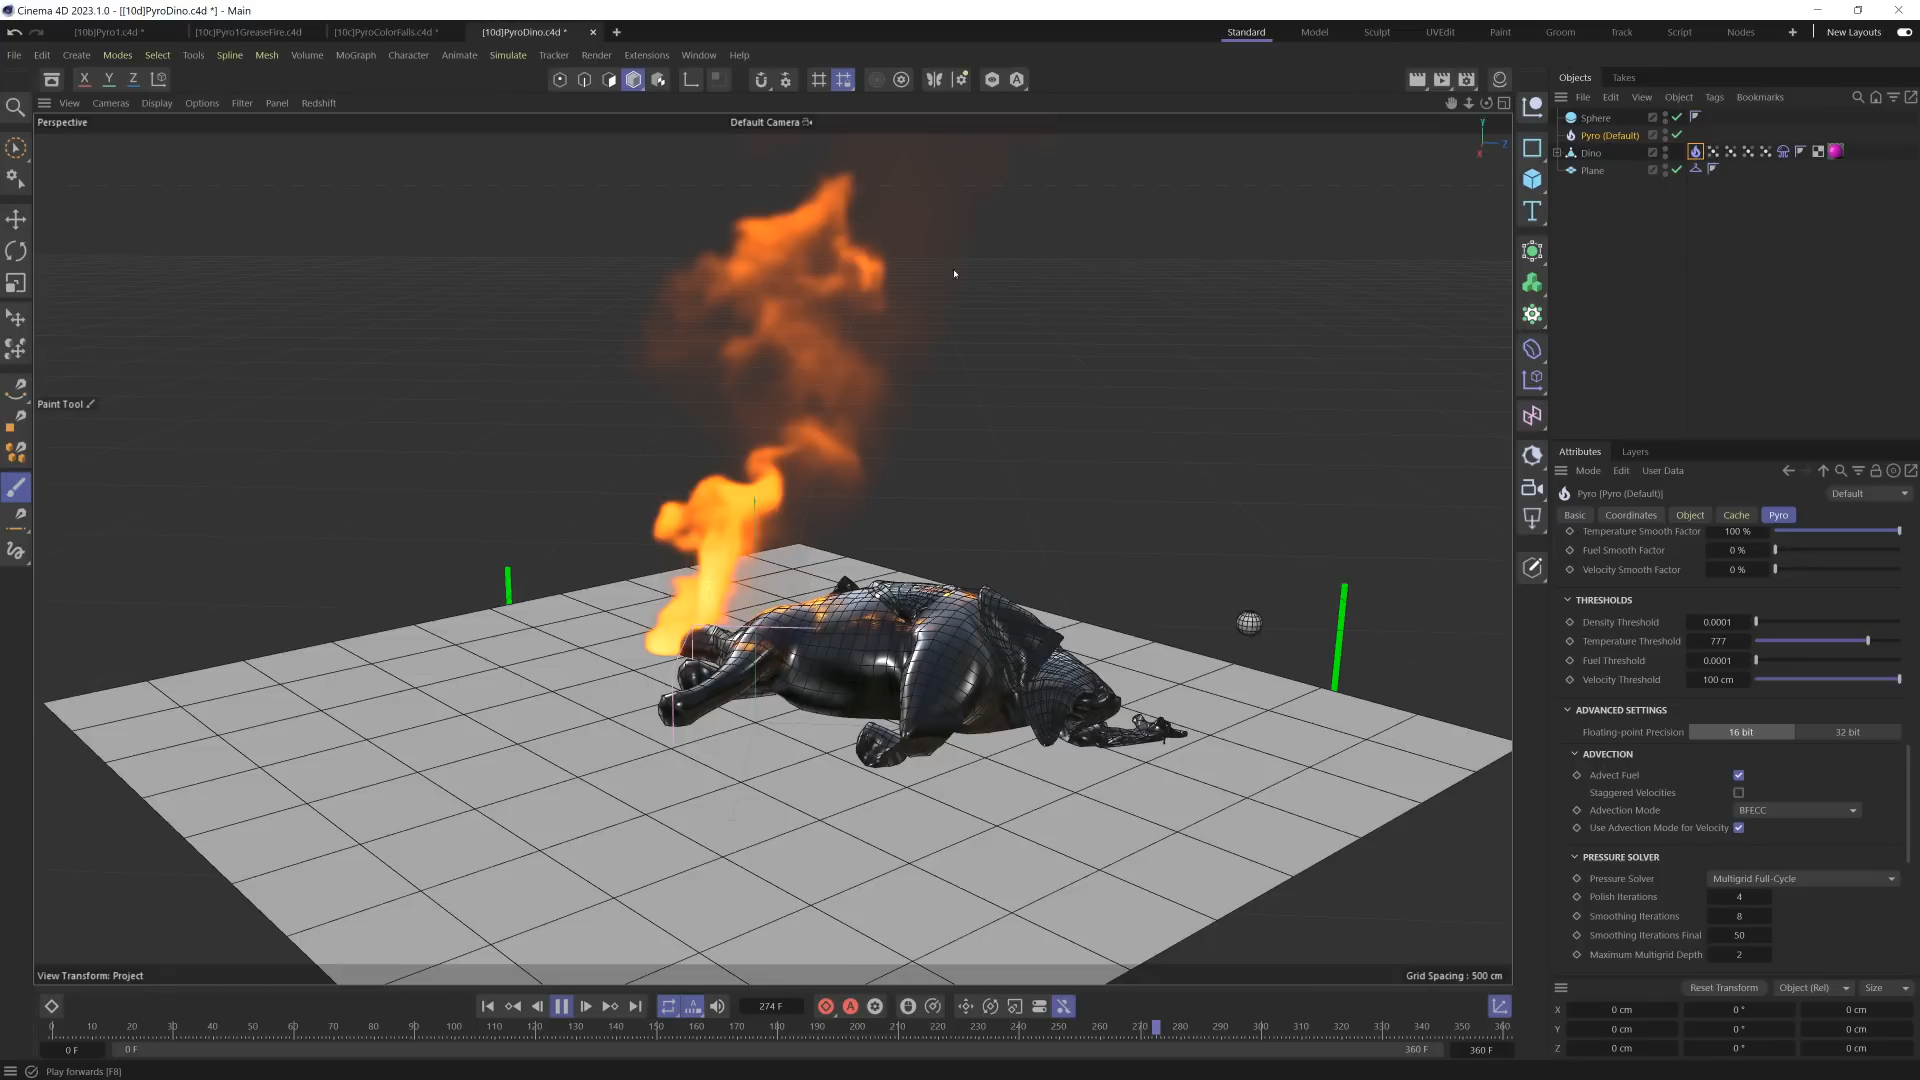 Cinema 4D 2023.1.0 - [[10d]PyroDino.c4d *] - Main
[10b]Pyro1.c4d *
[10c]Pyro1GreaseFire.c4d
[10c]PyroColorFalls.c4d *
[10d]PyroDino.c4d *
Standard
Model
Sculpt
UVEdit
Paint
Groom
Track
Script
Nodes
New Layouts
File Edit Create Modes Select Tools Spline Mesh Volume MoGraph Character Animate Simulate Tracker Render Extensions Window Help
X Y Z
Objects Takes
View Cameras Display Options Filter Panel Redshift
File Edit View Object Tags Bookmarks
Perspective
Default Camera
Y
Z
X
Sphere
Pyro (Default)
Dino
Plane
Paint Tool
Attributes Layers
Mode Edit User Data
Pyro [Pyro (Default)]
Default
Basic Coordinates Object Cache Pyro
Temperature Smooth Factor 100 %
Fuel Smooth Factor 0 %
Velocity Smooth Factor 0 %
THRESHOLDS
Density Threshold 0.0001
Temperature Threshold 777
Fuel Threshold 0.0001
Velocity Threshold 100 cm
ADVANCED SETTINGS
Floating-point Precision 16 bit 32 bit
ADVECTION
Advect Fuel
Staggered Velocities
Advection Mode BFECC
Use Advection Mode for Velocity
PRESSURE SOLVER
Pressure Solver Multigrid Full-Cycle
Polish Iterations 4
Smoothing Iterations 8
Smoothing Iterations Final 50
Maximum Multigrid Depth 2
View Transform: Project
Grid Spacing : 500 cm
Reset Transform Object (Rel) Size
274 F
X 0 cm 0 ° 0 cm
Y 0 cm 0 ° 0 cm
Z 0 cm 0 ° 0 cm
0 10 20 30 40 50 60 70 80 90 100 110 120 130 140 150 160 170 180 190 200 210 220 230 240 250 260 270 280 290 300 310 320 330 340 350 360
0 F 0 F 360 F 360 F
Play forwards [F8]